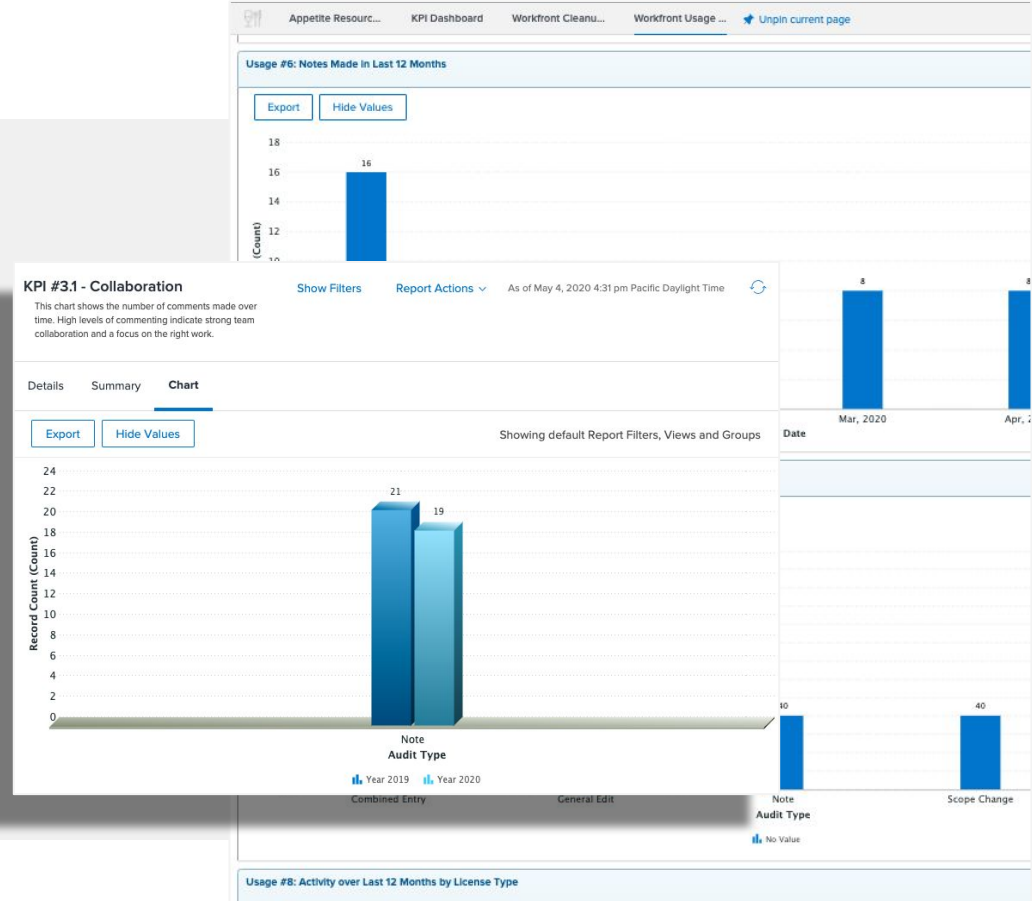 Appetite Resourc... KPI Dashboard Workfront Cleanu... Workfront Usage ... Unpin current page
Usage #6: Notes Made in Last 12 Months
Export Hide Values
18
16
16
14
12
(Count)
8
8
Mar, 2020
Apr,
Date
KPI #3.1 - Collaboration
Show Filters Report Actions As of May 4, 2020 4:31 pm Pacific Daylight Time
This chart shows the number of comments made over
time. High levels of commenting indicate strong team
collaboration and a focus on the right work.
Details Summary Chart
Export Hide Values
Showing default Report Filters, Views and Groups
24
22
20
18
16
14
12
10
8
6
4
2
0
Record Count (Count)
21
19
Note
Audit Type
Year 2019 Year 2020
40
40
Combined Entry General Edit Note Scope Change
Audit Type
No Value
Usage #8: Activity over Last 12 Months by License Type